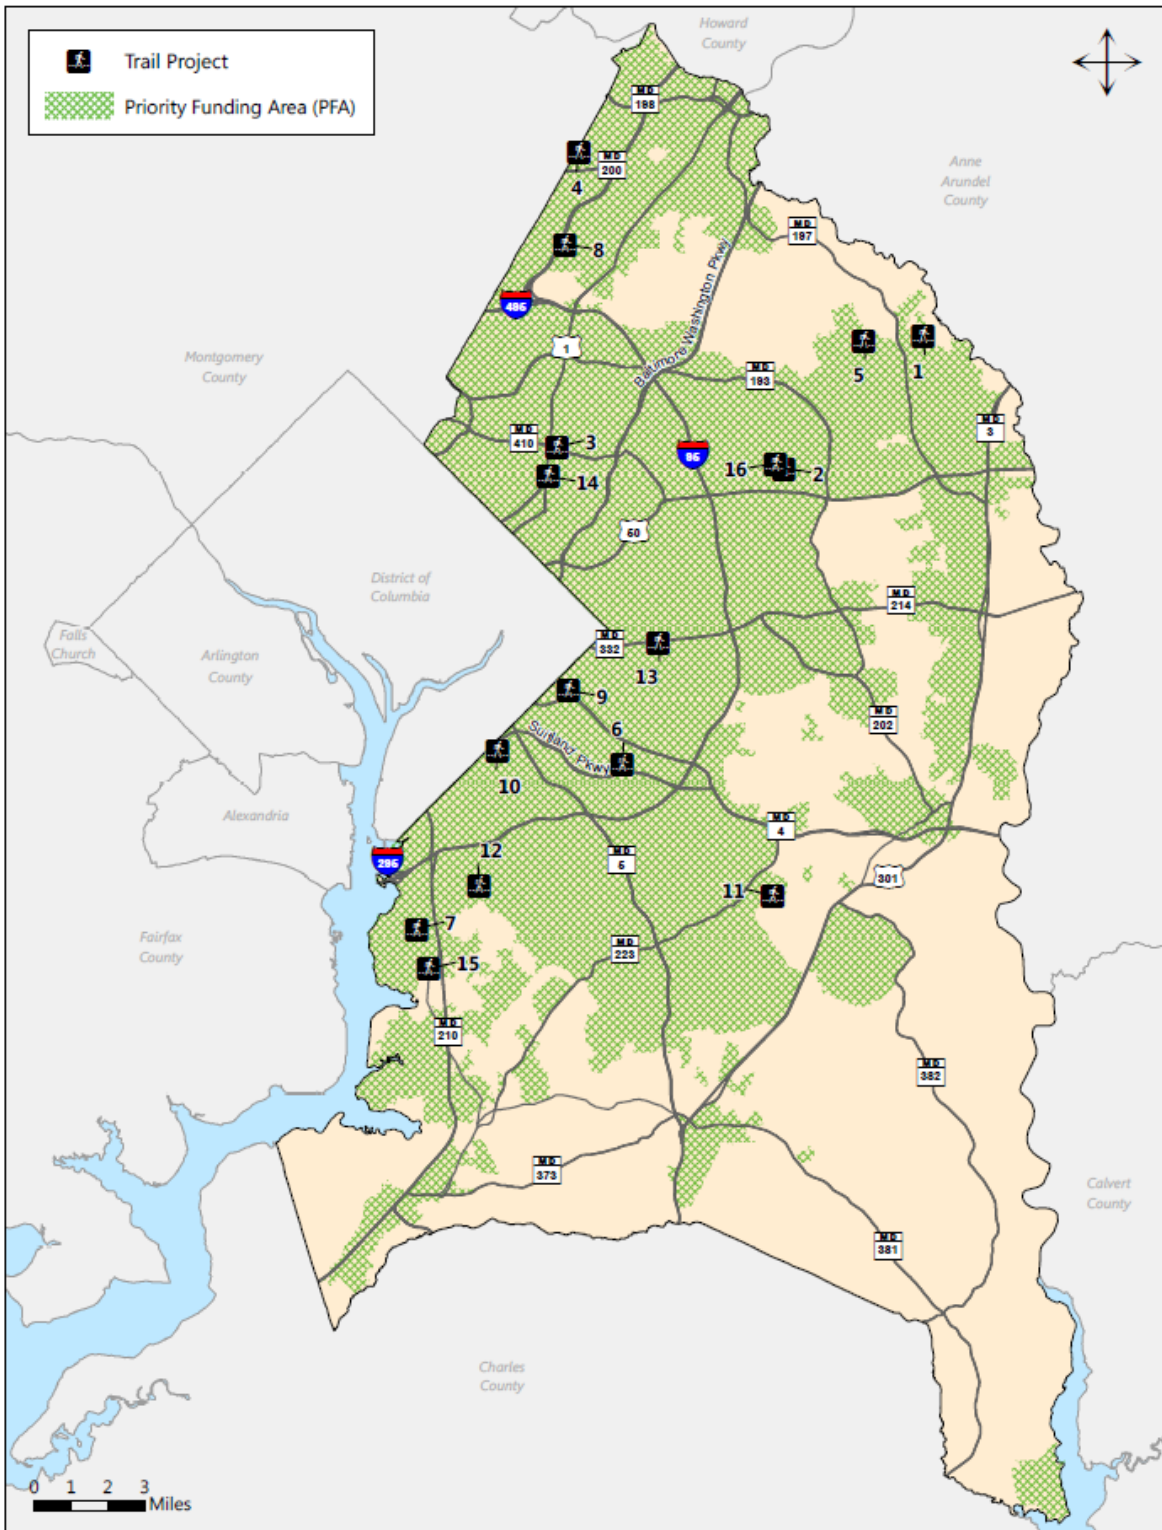 Howard
County
Trail Project
Priority Funding Area (PFA)
MD
198
4
MD
200
Anne
Arundel
County
MD
197
8
Baltimore Washington Pkwy
495
1
Montgomery
County
MD
193
5
1
MD
410
3
MD
3
95
16
2
14
50
District of
Columbia
MD
214
Falls
Church
Arlington
County
MD
332
13
9
6
MD
202
Suitland Pkwy
10
Alexandria
MD
4
12
295
MD
5
301
11
7
Fairfax
County
MD
223
15
MD
210
MD
382
MD
373
Calvert
County
MD
381
Charles
County
0 1 2 3
Miles